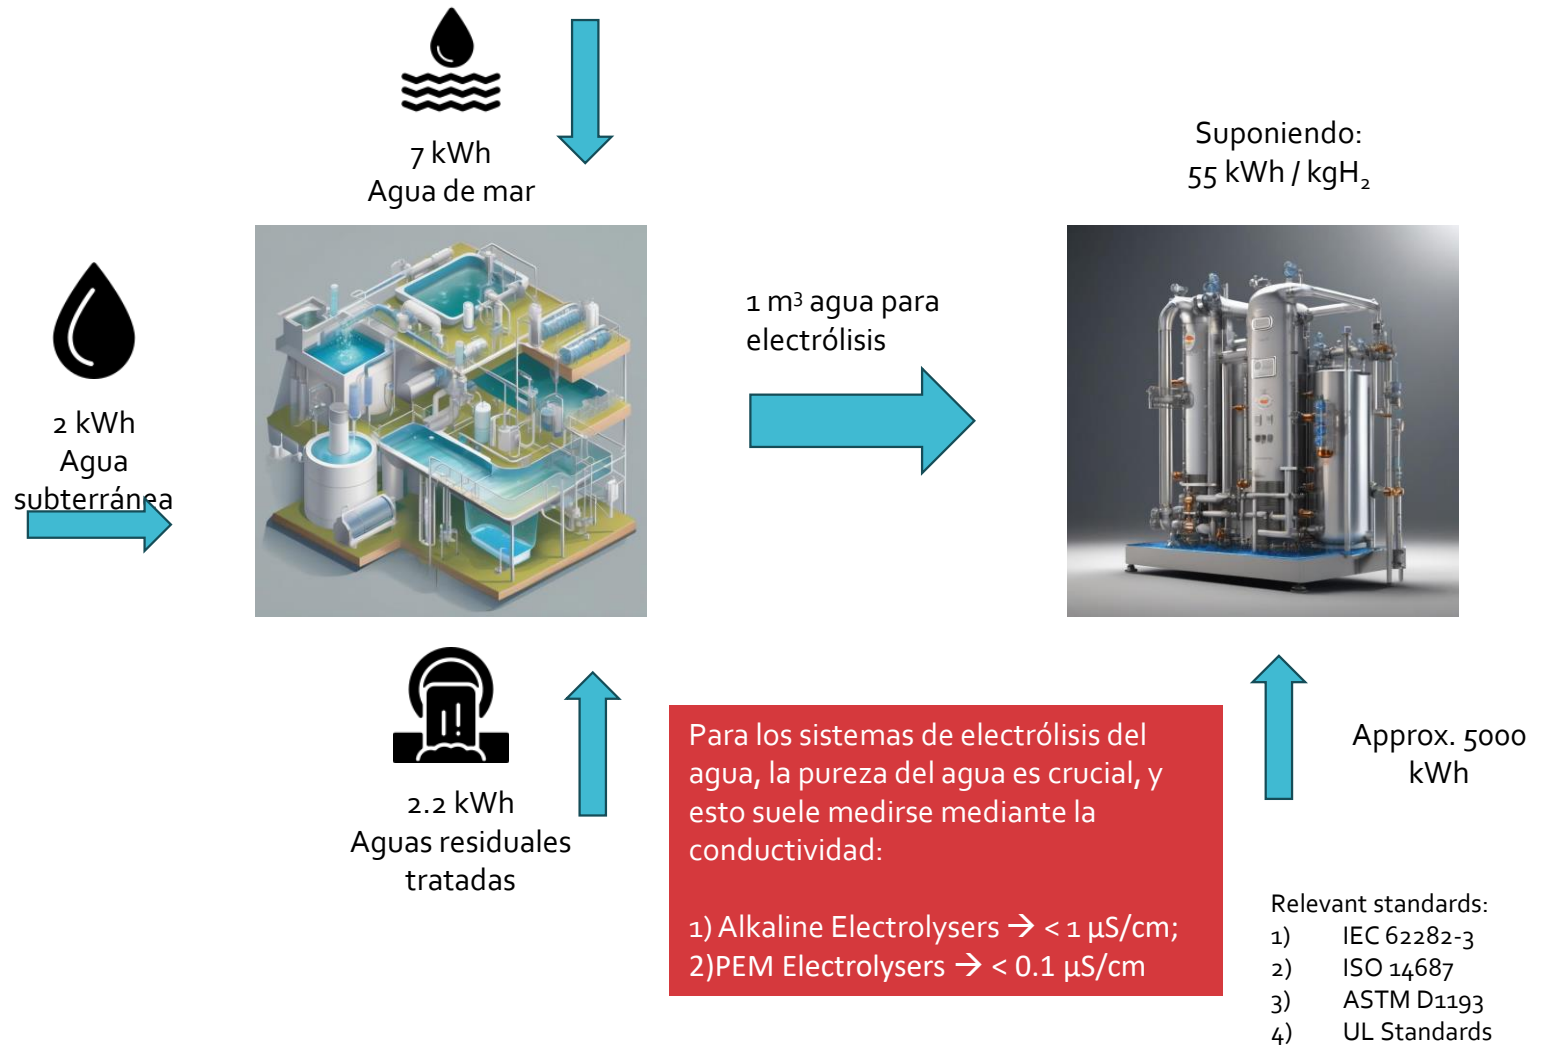 7 kWh
Agua de mar
Suponiendo:
55 kWh / kgH₂
2 kWh
Agua
subterránea
1 m³ agua para
electrólisis
2.2 kWh
Aguas residuales
tratadas
Para los sistemas de electrólisis del
agua, la pureza del agua es crucial, y
esto suele medirse mediante la
conductividad:
1) Alkaline Electrolysers → < 1 µS/cm;
2)PEM Electrolysers → < 0.1 µS/cm
Approx. 5000
kWh
Relevant standards:
1) IEC 62282-3
2) ISO 14687
3) ASTM D1193
4) UL Standards